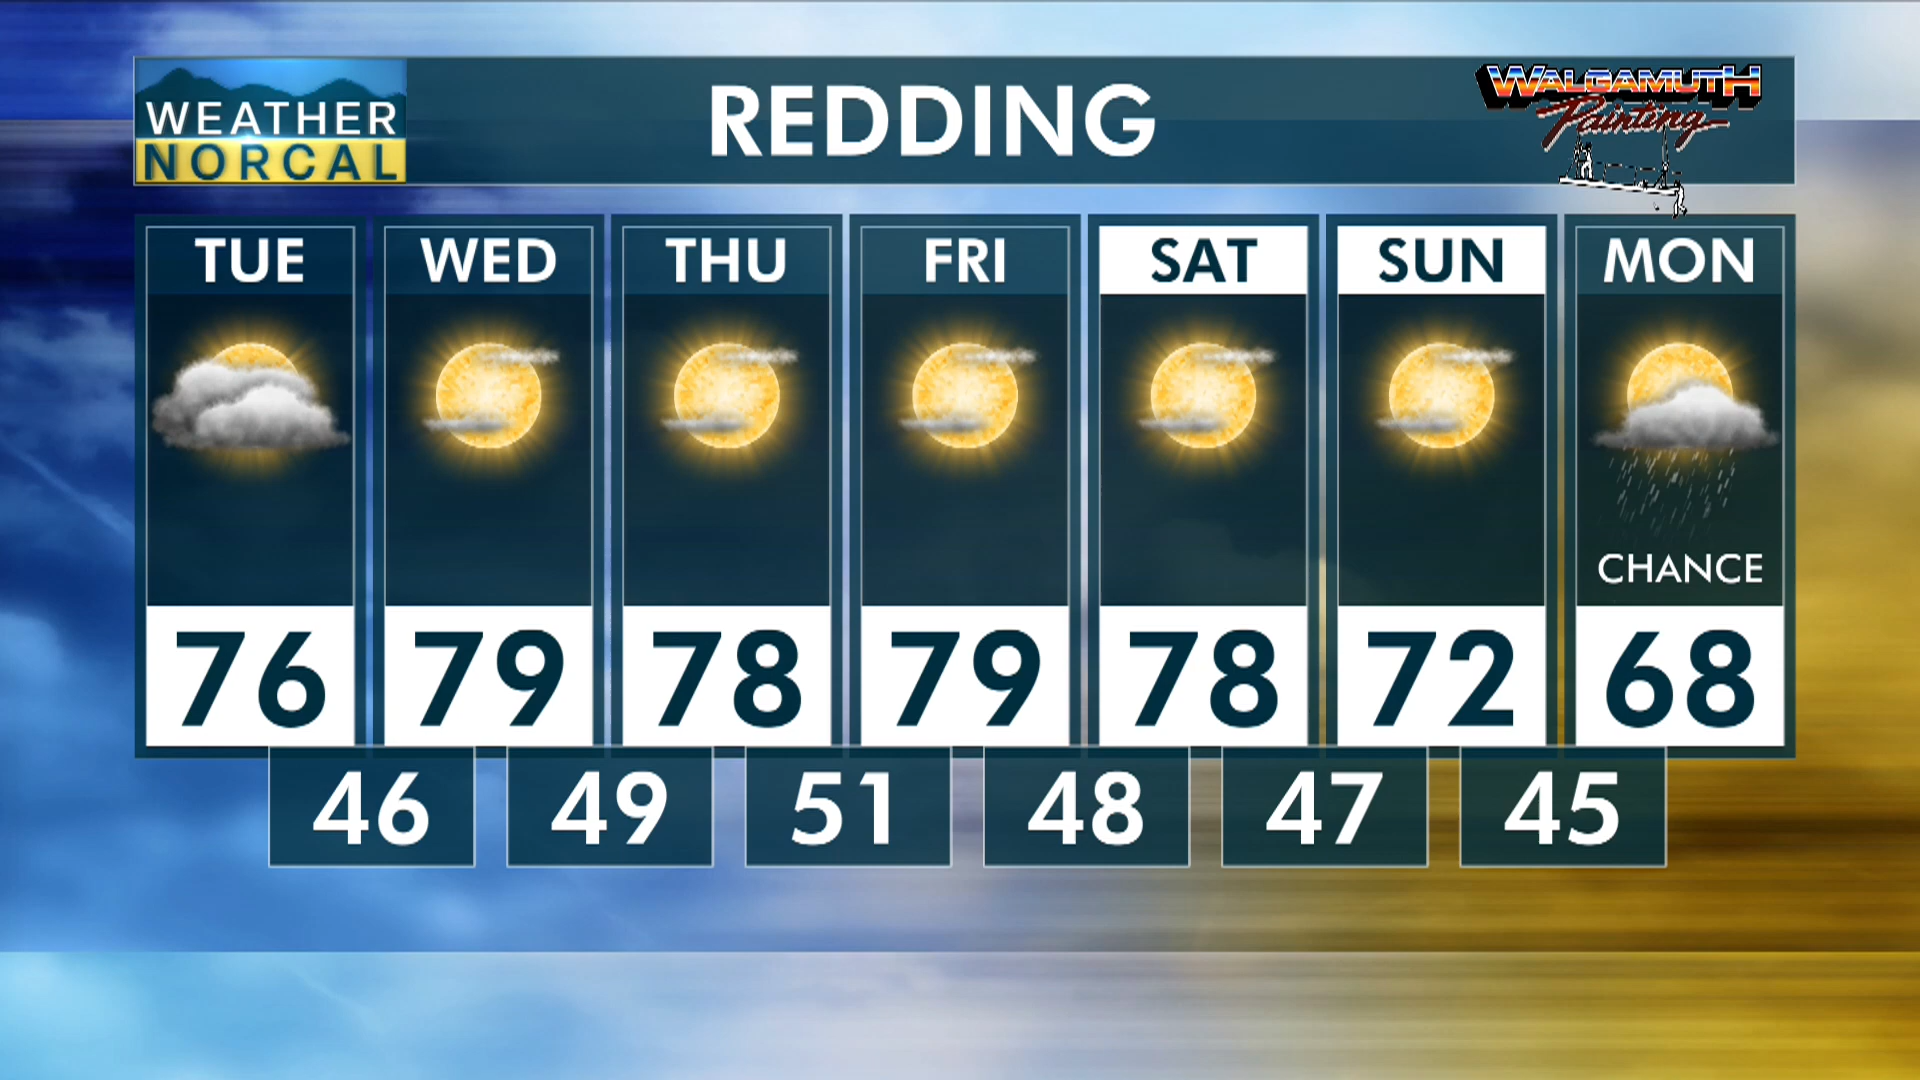 WEATHER
NORCAL
REDDING
WALGAMUTH
Painting
TUE WED THU FRI SAT SUN MON
CHANCE
76 79 78 79 78 72 68
46 49 51 48 47 45